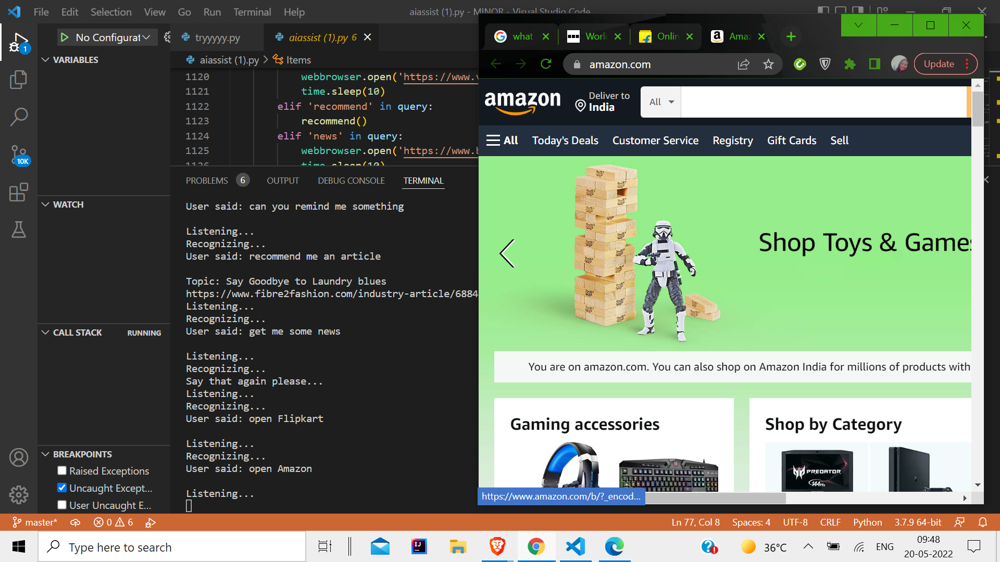 File Edit Selection View Go Run Terminal Help
aiassist (1).py - MINOR - Visual Studio Code
No Configurat
tryyyyy.py
aiassist (1).py 6
VARIABLES
aiassist (1).py > Items
1120 webbrowser.open('https://www.
1121 time.sleep(10)
1122 elif 'recommend' in query:
1123 recommend()
1124 elif 'news' in query:
1125 webbrowser.open('https://www.b
1126 time.sleep(10)
1
10K
PROBLEMS 6 OUTPUT DEBUG CONSOLE TERMINAL
WATCH
User said: can you remind me something
Listening...
Recognizing...
User said: recommend me an article
Topic: Say Goodbye to Laundry blues
https://www.fibre2fashion.com/industry-article/6884
Listening...
Recognizing...
User said: get me some news
CALL STACK RUNNING
Listening...
Recognizing...
Say that again please...
Listening...
Recognizing...
User said: open Flipkart
Listening...
Recognizing...
User said: open Amazon
Listening...
BREAKPOINTS
Raised Exceptions
Uncaught Except...
User Uncaught E...
what
Worl
Onlin
Amaz
amazon.com
Update
amazon
Deliver to
India
All
All Today's Deals Customer Service Registry Gift Cards Sell
Shop Toys & Games
You are on amazon.com. You can also shop on Amazon India for millions of products with
Gaming accessories
Shop by Category
PREDATOR
144Hz
https://www.amazon.com/b/?_encod...
master* 0 6
Ln 77, Col 8 Spaces: 4 UTF-8 CRLF Python 3.7.9 64-bit
Type here to search
IJ
36°C
ENG
09:48
20-05-2022